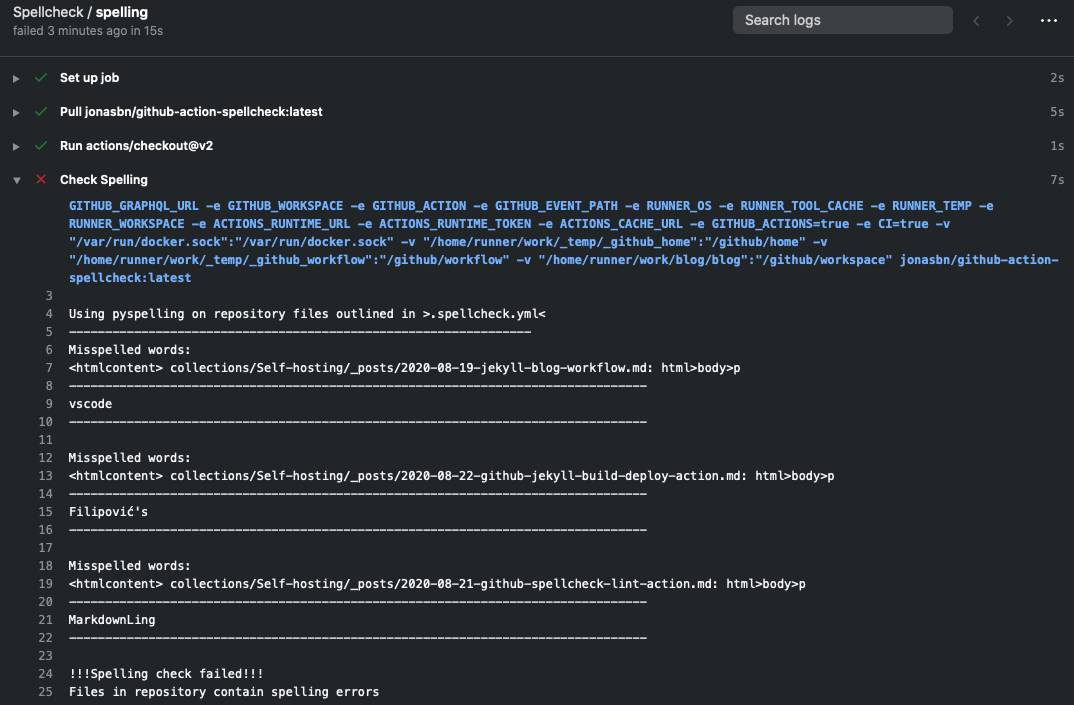 Spellcheck / spelling
failed 3 minutes ago in 15s
Search logs
Set up job 2s
Pull jonasbn/github-action-spellcheck:latest 5s
Run actions/checkout@v2 1s
Check Spelling 7s
GITHUB_GRAPHQL_URL -e GITHUB_WORKSPACE -e GITHUB_ACTION -e GITHUB_EVENT_PATH -e RUNNER_OS -e RUNNER_TOOL_CACHE -e RUNNER_TEMP -e
RUNNER_WORKSPACE -e ACTIONS_RUNTIME_URL -e ACTIONS_RUNTIME_TOKEN -e ACTIONS_CACHE_URL -e GITHUB_ACTIONS=true -e CI=true -v
"/var/run/docker.sock":"/var/run/docker.sock" -v "/home/runner/work/_temp/_github_home":"/github/home" -v
"/home/runner/work/_temp/_github_workflow":"/github/workflow" -v "/home/runner/work/blog/blog":"/github/workspace" jonasbn/github-action-
spellcheck:latest
3
4 Using pyspelling on repository files outlined in >.spellcheck.yml<
5 ----------------------------------------------------------------
6 Misspelled words:
7 <htmlcontent> collections/Self-hosting/_posts/2020-08-19-jekyll-blog-workflow.md: html>body>p
8 --------------------------------------------------------------------------------
9 vscode
10 --------------------------------------------------------------------------------
11
12 Misspelled words:
13 <htmlcontent> collections/Self-hosting/_posts/2020-08-22-github-jekyll-build-deploy-action.md: html>body>p
14 --------------------------------------------------------------------------------
15 Filipović's
16 --------------------------------------------------------------------------------
17
18 Misspelled words:
19 <htmlcontent> collections/Self-hosting/_posts/2020-08-21-github-spellcheck-lint-action.md: html>body>p
20 --------------------------------------------------------------------------------
21 MarkdownLing
22 --------------------------------------------------------------------------------
23
24 !!!Spelling check failed!!!
25 Files in repository contain spelling errors